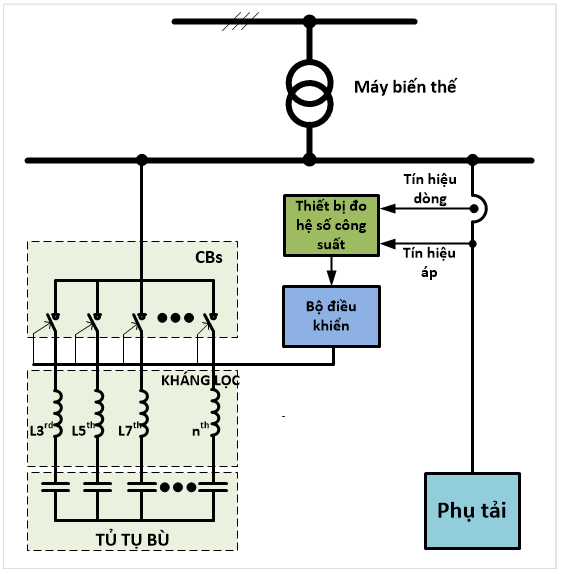 Máy biến thế
Tín hiệu
dòng
Thiết bị đo
hệ số công
suất
Tín hiệu
áp
CBs
Bộ điều
khiển
KHÁNG LỌC
L3rd
L5th
L7th
nth
Phụ tải
TỦ TỤ BÙ